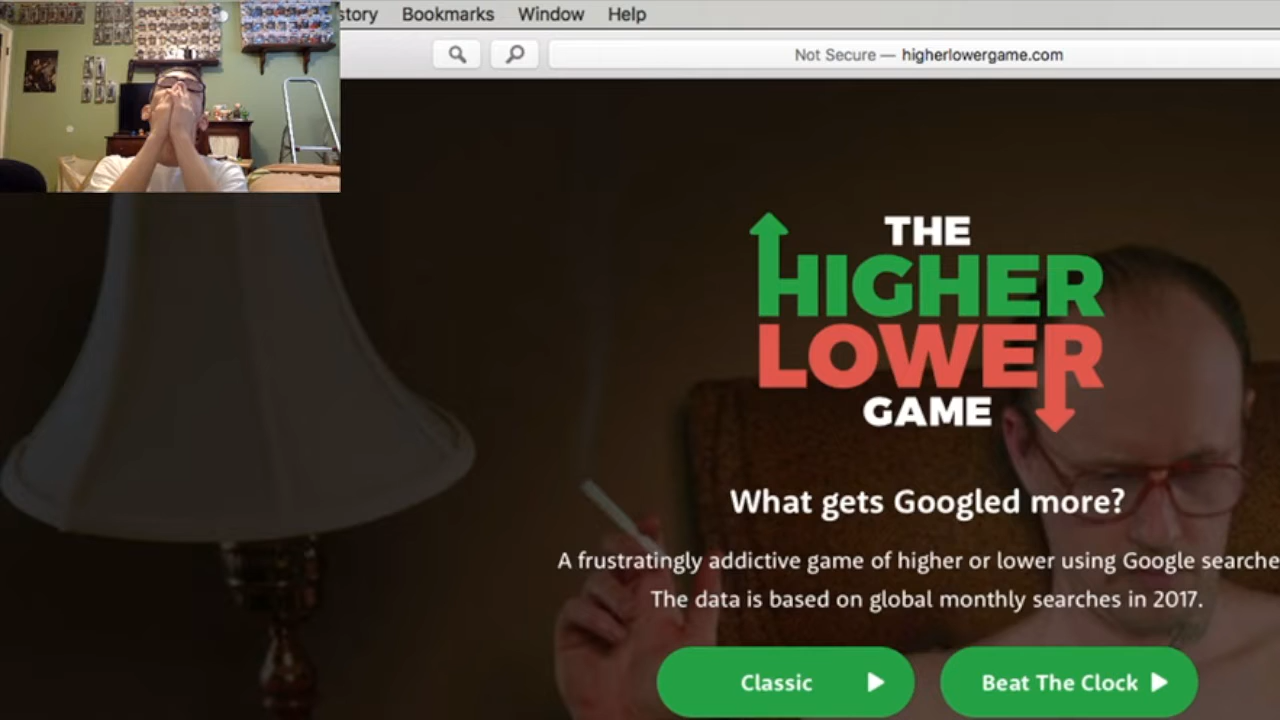 story Bookmarks Window Help
Not Secure — higherlowergame.com
THE
HIGHER
LOWER
GAME
What gets Googled more?
A frustratingly addictive game of higher or lower using Google searche
The data is based on global monthly searches in 2017.
Classic
Beat The Clock